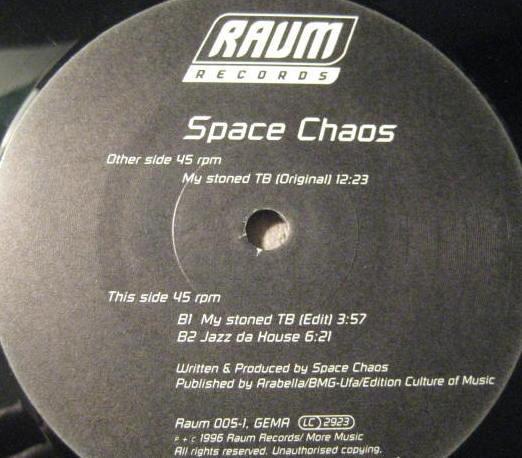 RAUM
RECORDS
Space Chaos
Other side 45 rpm
My stoned TB (Original) 12:23
This side 45 rpm
B1 My stoned TB (Edit) 3:57
B2 Jazz da House 6:21
Written & Produced by Space Chaos
Published by Arabella/BMG-Ufa/Edition Culture of Music
Raum 005-1, GEMA LC 2923
P + C 1996 Raum Records/ More Music
All rights reserved. Unauthorised copying.